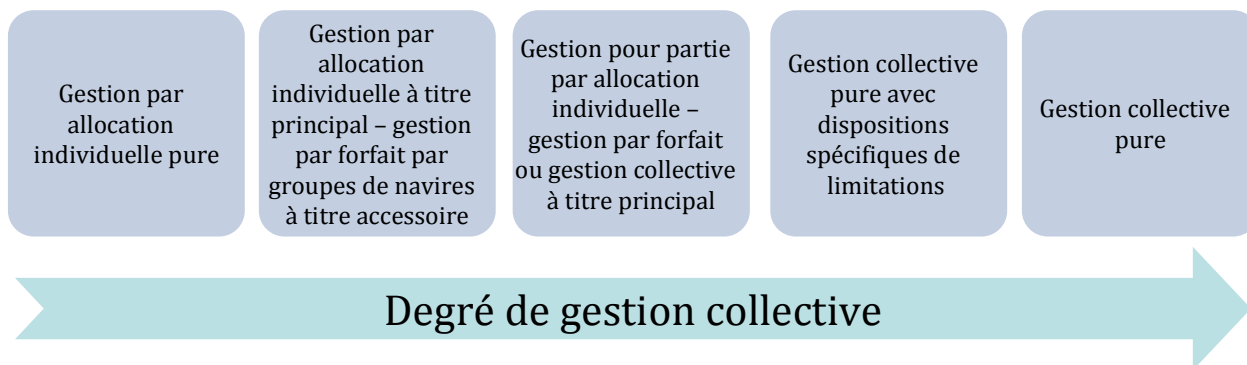 Gestion par
allocation
individuelle pure
Gestion par
allocation
individuelle à titre
principal – gestion
par forfait par
groupes de navires
à titre accessoire
Gestion pour partie
par allocation
individuelle –
gestion par forfait
ou gestion collective
à titre principal
Gestion collective
pure avec
dispositions
spécifiques de
limitations
Gestion collective
pure
Degré de gestion collective